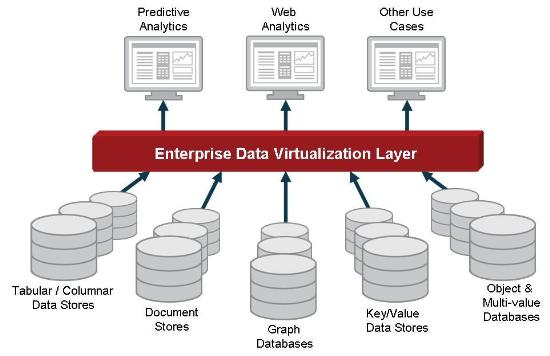 Predictive
Analytics
Web
Analytics
Other Use
Cases
Enterprise Data Virtualization Layer
Tabular / Columnar
Data Stores
Document
Stores
Graph
Databases
Key/Value
Data Stores
Object &
Multi-value
Databases